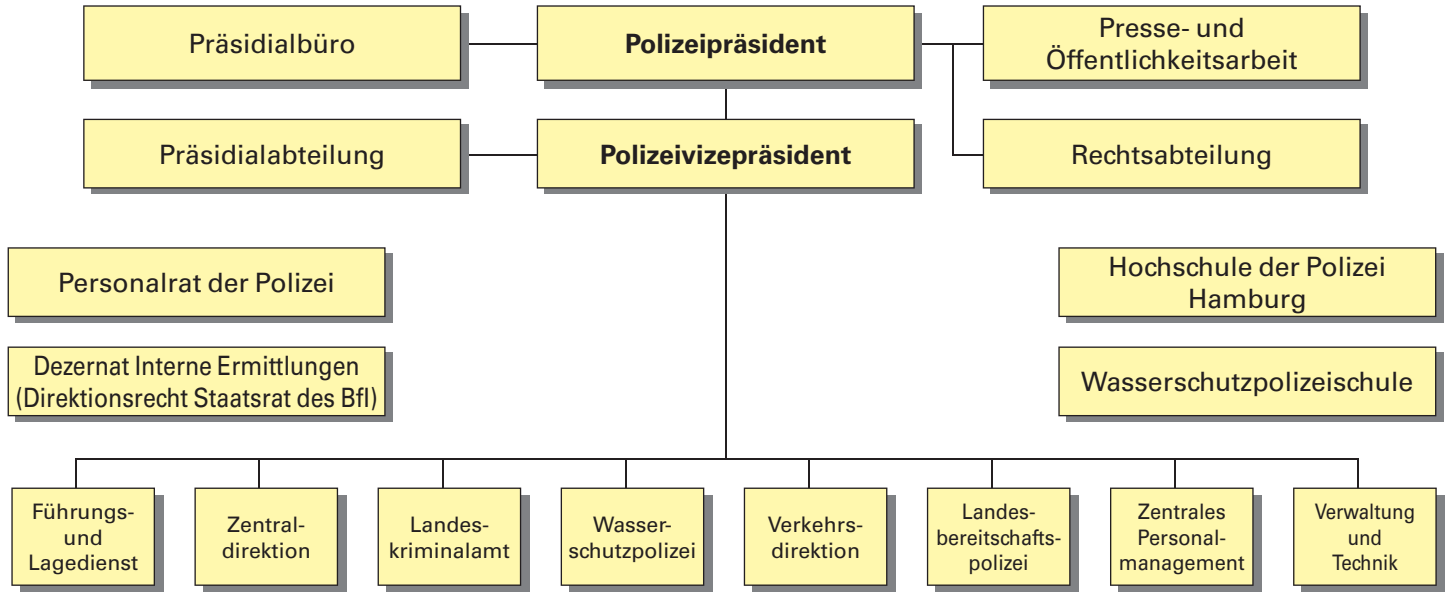 Präsidialbüro
Polizeipräsident
Presse- und
Öffentlichkeitsarbeit
Präsidialabteilung
Polizeivizepräsident
Rechtsabteilung
Personalrat der Polizei
Hochschule der Polizei
Hamburg
Dezernat Interne Ermittlungen
(Direktionsrecht Staatsrat des BfI)
Wasserschutzpolizeischule
Führungs-
und
Lagedienst
Zentral-
direktion
Landes-
kriminalamt
Wasser-
schutzpolizei
Verkehrs-
direktion
Landes-
bereitschafts-
polizei
Zentrales
Personal-
management
Verwaltung
und
Technik